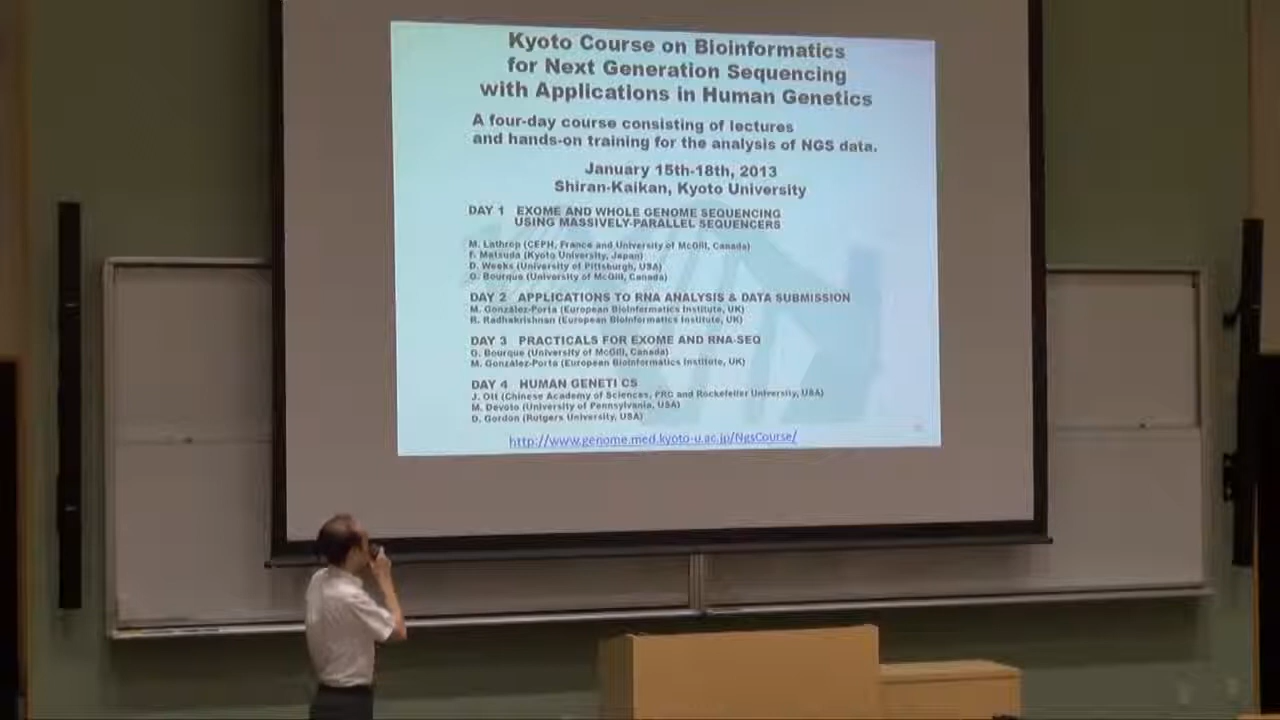 Kyoto Course on Bioinformatics
for Next Generation Sequencing
with Applications in Human Genetics
A four-day course consisting of lectures
and hands-on training for the analysis of NGS data.
January 15th-18th, 2013
Shiran-Kaikan, Kyoto University
DAY 1 EXOME AND WHOLE GENOME SEQUENCING
USING MASSIVELY-PARALLEL SEQUENCERS
M. Lathrop (CEPH, France and University of McGill, Canada)
F. Matsuda (Kyoto University, Japan)
D. Weeks (University of Pittsburgh, USA)
G. Bourque (University of McGill, Canada)
DAY 2 APPLICATIONS TO RNA ANALYSIS & DATA SUBMISSION
M. González-Porta (European Bioinformatics Institute, UK)
R. Radhakrishnan (European Bioinformatics Institute, UK)
DAY 3 PRACTICALS FOR EXOME AND RNA-SEQ
G. Bourque (University of McGill, Canada)
M. González-Porta (European Bioinformatics Institute, UK)
DAY 4 HUMAN GENETI CS
J. Ott (Chinese Academy of Sciences, PRC and Rockefeller University, USA)
M. Devoto (University of Pennsylvania, USA)
D. Gordon (Rutgers University, USA)
http://www.genome.med.kyoto-u.ac.jp/NgsCourse/